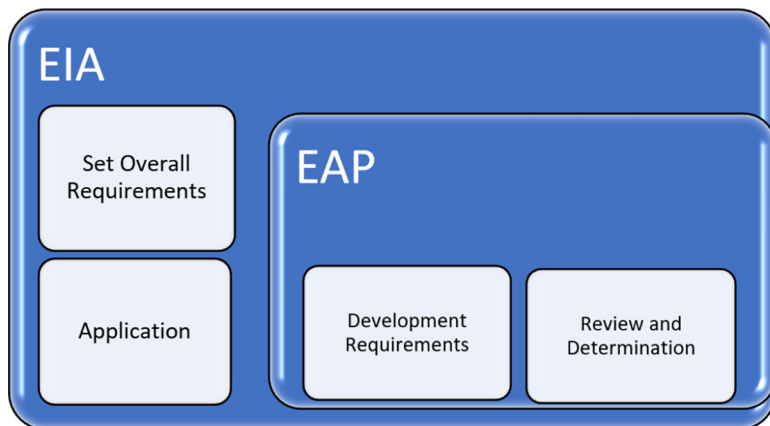 EIA
Set Overall
Requirements
Application
EAP
Development
Requirements
Review and
Determination